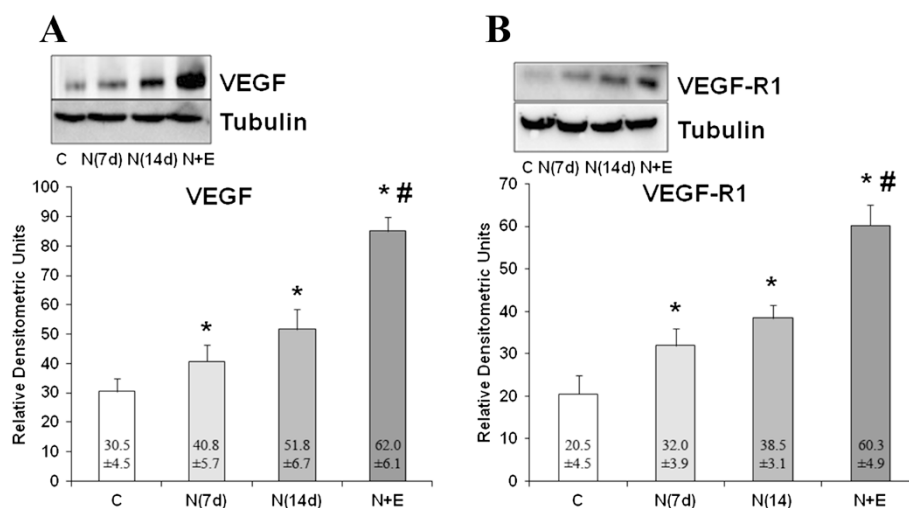 A
VEGF
Tubulin
C N(7d) N(14d) N+E
VEGF
Relative Densitometric Units
100
90
80
70
60
50
40
30
20
10
0
*
*
* #
30.5
±4.5
40.8
±5.7
51.8
±6.7
62.0
±6.1
C N(7d) N(14d) N+E
B
VEGF-R1
Tubulin
C N(7d) N(14d) N+E
VEGF-R1
Relative Densitometric Units
70
60
50
40
30
20
10
0
*
*
* #
20.5
±4.5
32.0
±3.9
38.5
±3.1
60.3
±4.9
C N(7d) N(14) N+E